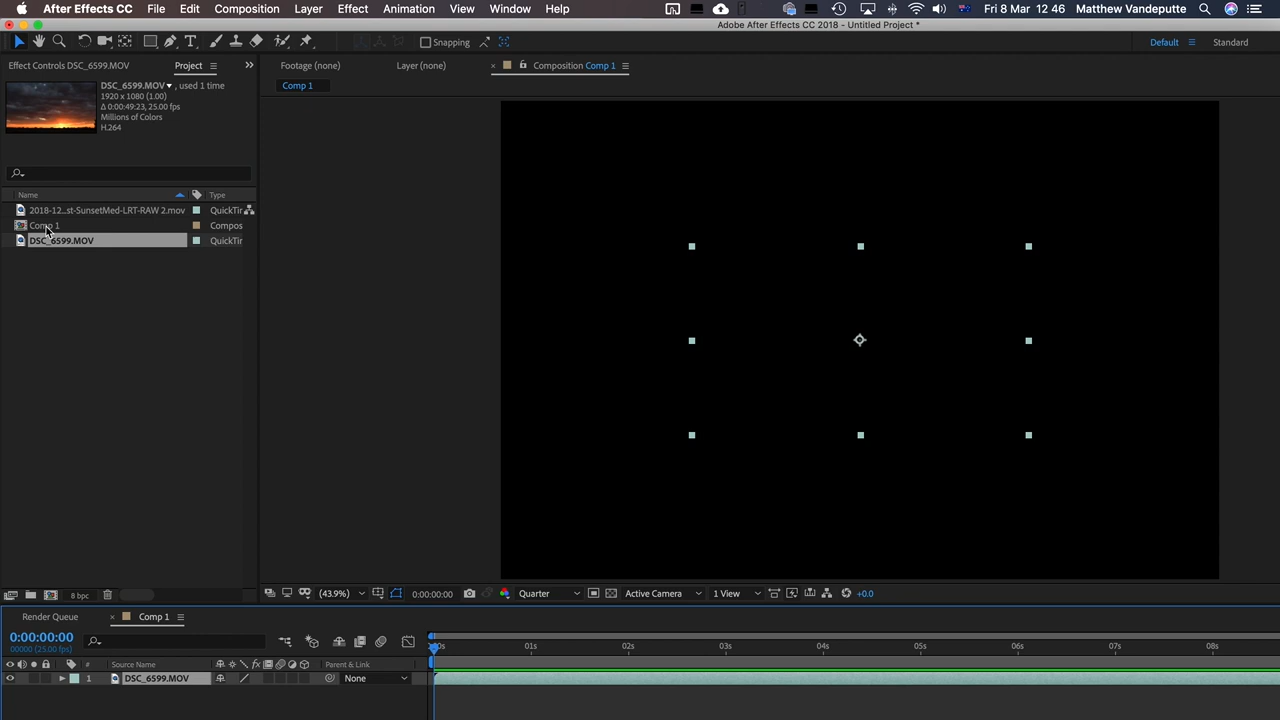 After Effects CC File Edit Composition Layer Effect Animation View Window Help Fri 8 Mar 12 46 Matthew Vandeputte
Adobe After Effects CC 2018 - Untitled Project *
Snapping Default Standard
Effect Controls DSC_6599.MOV Project Footage (none) Layer (none) Composition Comp 1
Comp 1
DSC_6599.MOV , used 1 time
1920 x 1080 (1.00)
Δ 0:00:49:23, 25.00 fps
Millions of Colors
H.264
Name Type
2018-12...st-SunsetMed-LRT-RAW 2.mov QuickTir
Comp 1 Compos
DSC_6599.MOV QuickTir
8 bpc (43.9%) 0:00:00:00 Quarter Active Camera 1 View +0.0
Render Queue Comp 1
0:00:00:00
00000 (25.00 fps) 01s 02s 03s 04s 05s 06s 07s 08s
# Source Name Parent & Link
1 DSC_6599.MOV None